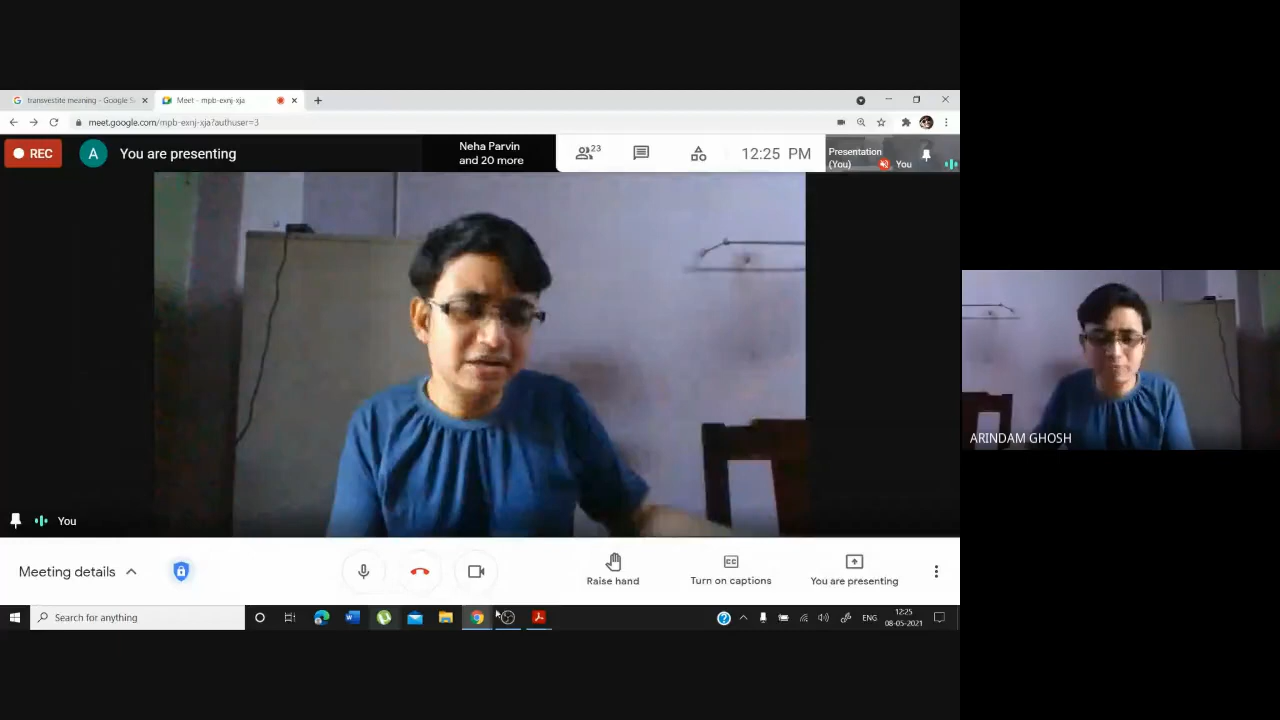 transvestite meaning - Google S
Meet - mpb-exnj-xja
meet.google.com/mpb-exnj-xja?authuser=3
REC
A
You are presenting
Neha Parvin
and 20 more
23
12:25 PM
Presentation
(You)
You
ARINDAM GHOSH
You
Meeting details
Raise hand
CC
Turn on captions
You are presenting
Search for anything
ENG
12:25
08-05-2021